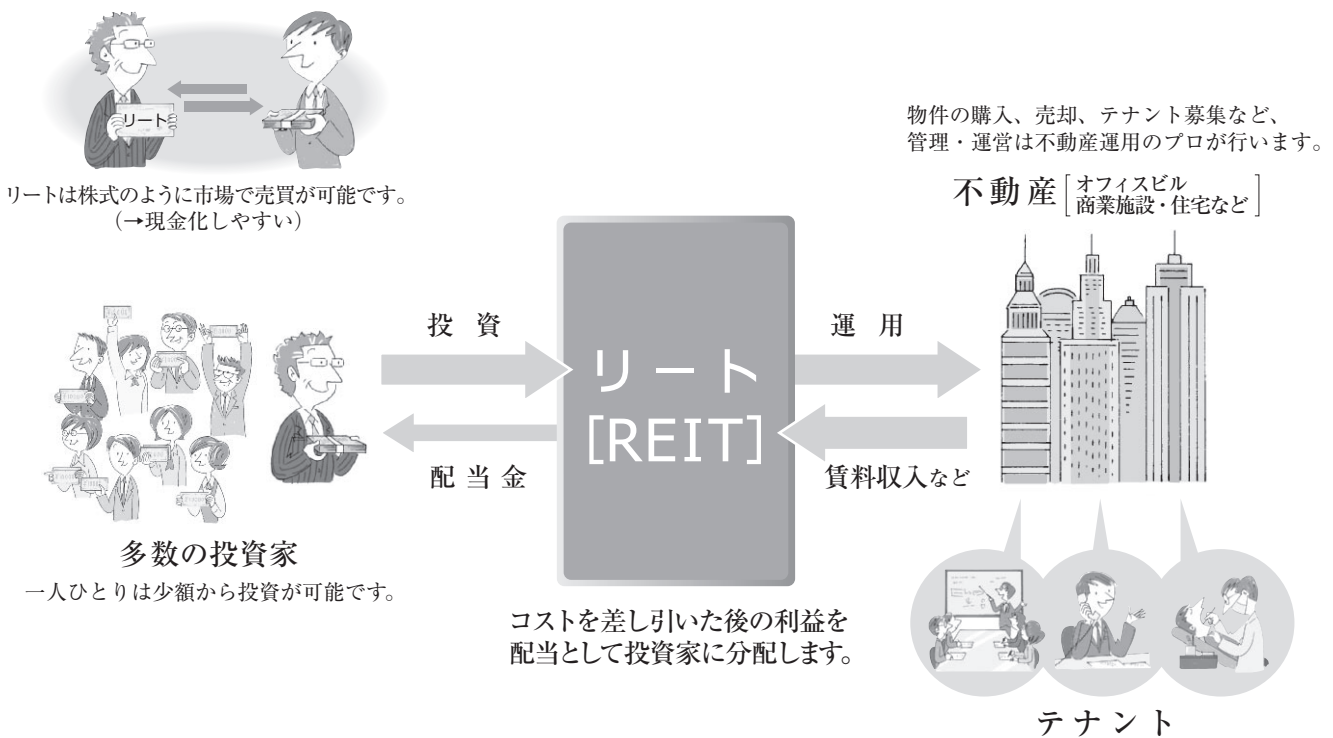 リート
リートは株式のように市場で売買が可能です。
（→現金化しやすい）
物件の購入、売却、テナント募集など、
管理・運営は不動産運用のプロが行います。
不動産[オフィスビル
商業施設・住宅など]
投資
運用
リート
[REIT]
配当金
賃料収入など
多数の投資家
一人ひとりは少額から投資が可能です。
コストを差し引いた後の利益を
配当として投資家に分配します。
テナント